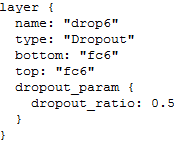 layer {
  name: "drop6"
  type: "Dropout"
  bottom: "fc6"
  top: "fc6"
  dropout_param {
    dropout_ratio: 0.5
  }
}